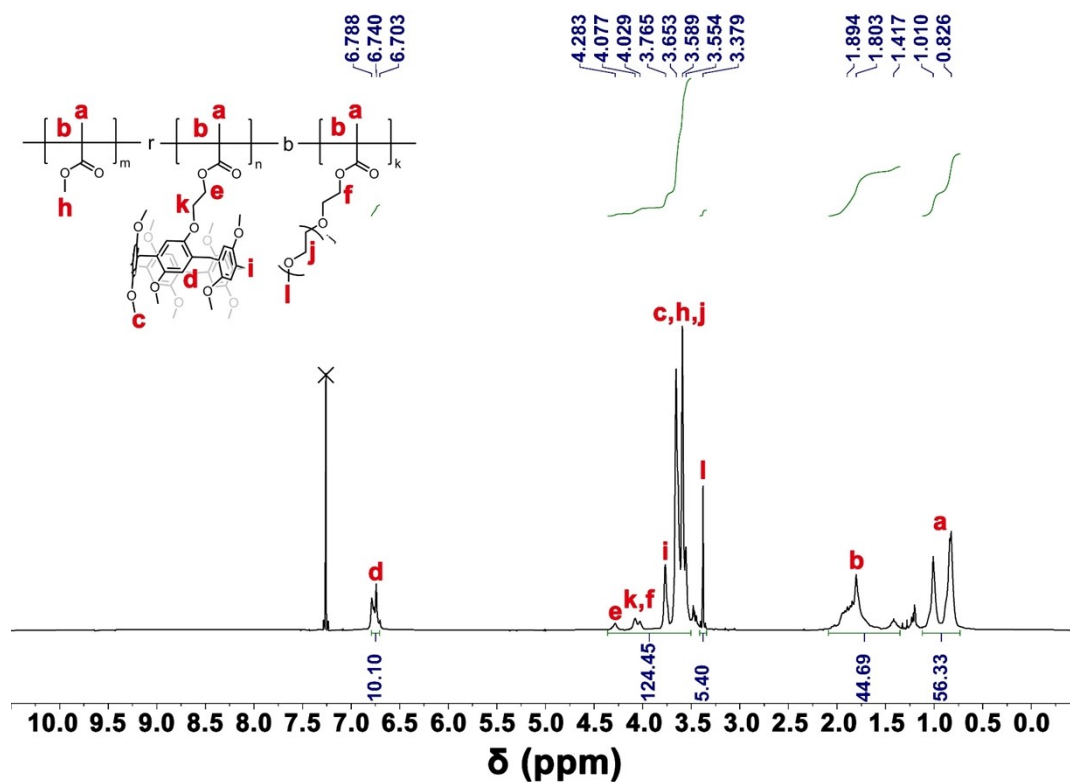 6.788
6.740
6.703
4.283
4.077
4.029
3.765
3.653
3.589
3.554
3.379
1.894
1.803
1.417
1.010
0.826
a a a
b b b
m r n b k
O O O O O O
h e f
k
O O O
O O O
O O O O
j
i
d
O O O
l
c
c,h,j
l
a
d i b
e k,f
10.10
124.45
5.40
44.69
56.33
10.0 9.5 9.0 8.5 8.0 7.5 7.0 6.5 6.0 5.5 5.0 4.5 4.0 3.5 3.0 2.5 2.0 1.5 1.0 0.5 0.0
δ (ppm)